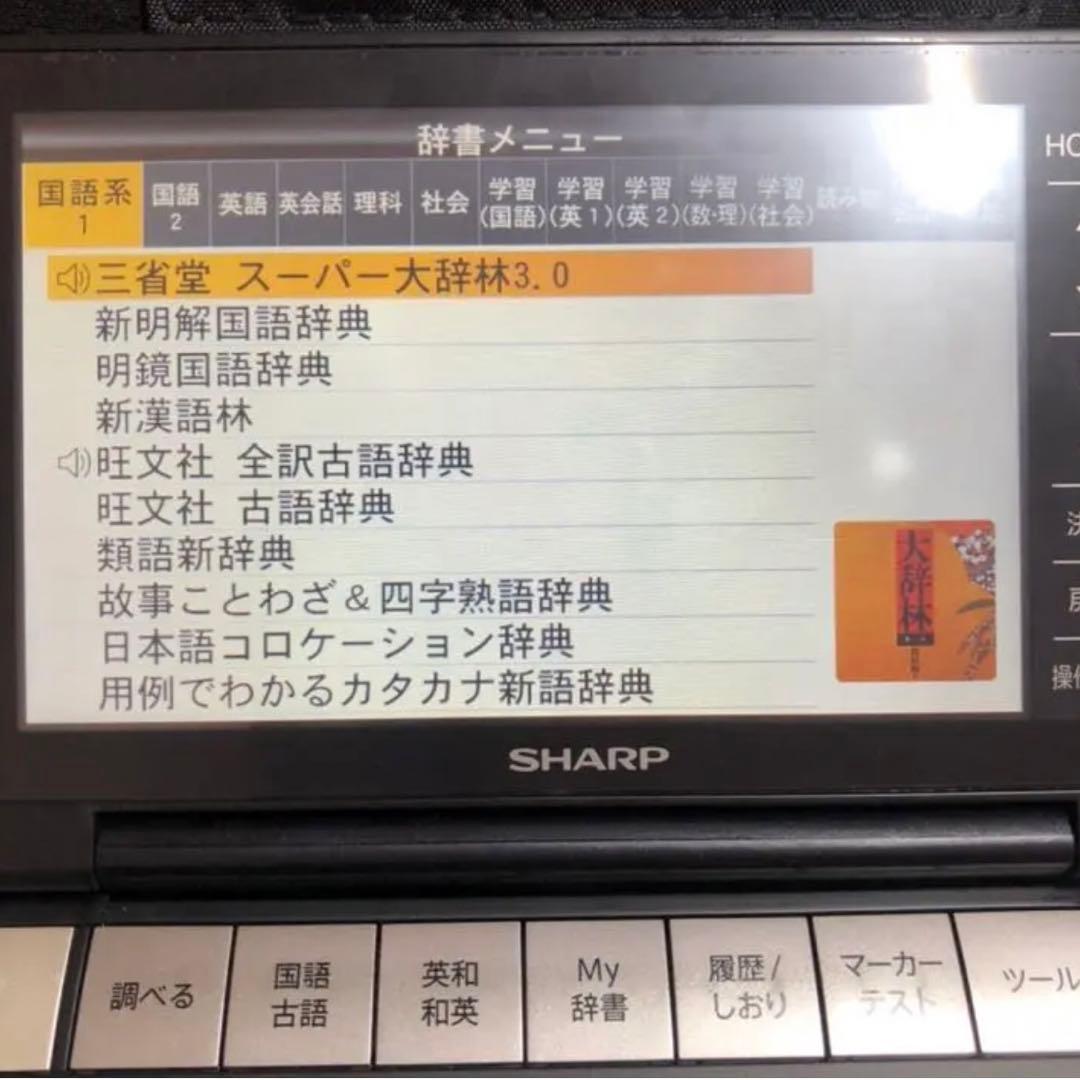 辞書メニュー
国語系 1
国語 2
英語
英会話
理科
社会
学習 (国語)
学習 (英1)
学習 (英2)
学習 (数・理)
学習 (社会)
三省堂 スーパー大辞林3.0
新明解国語辞典
明鏡国語辞典
新漢語林
旺文社 全訳古語辞典
旺文社 古語辞典
類語新辞典
故事ことわざ&四字熟語辞典
日本語コロケーション辞典
用例でわかるカタカナ新語辞典
大辞林
SHARP
調べる
国語
古語
英和
和英
My
辞書
履歴/
しおり
マーカー
テスト
ツール